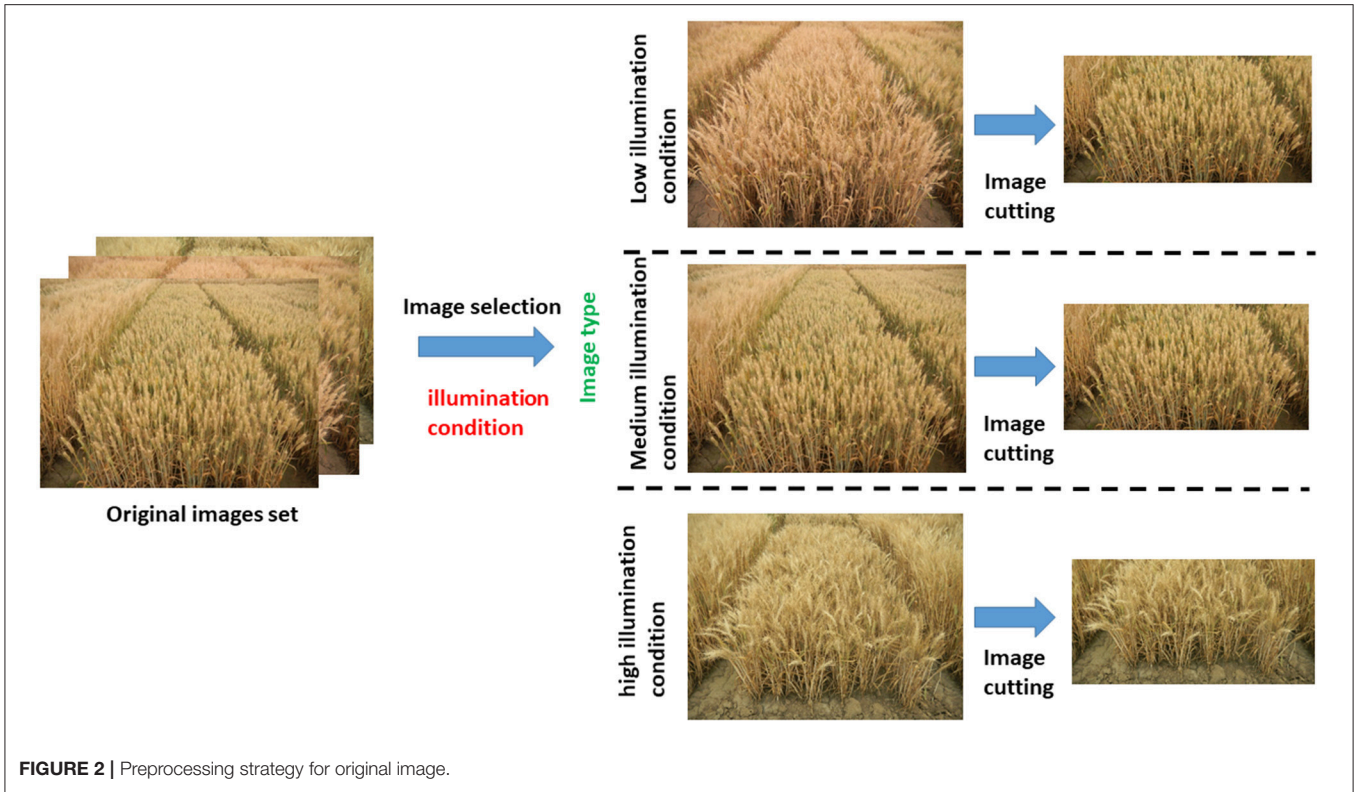 Original images set
Image selection
illumination
condition
Image type
Low illumination
condition
Image
cutting
Medium illumination
condition
Image
cutting
high illumination
condition
Image
cutting
FIGURE 2 | Preprocessing strategy for original image.